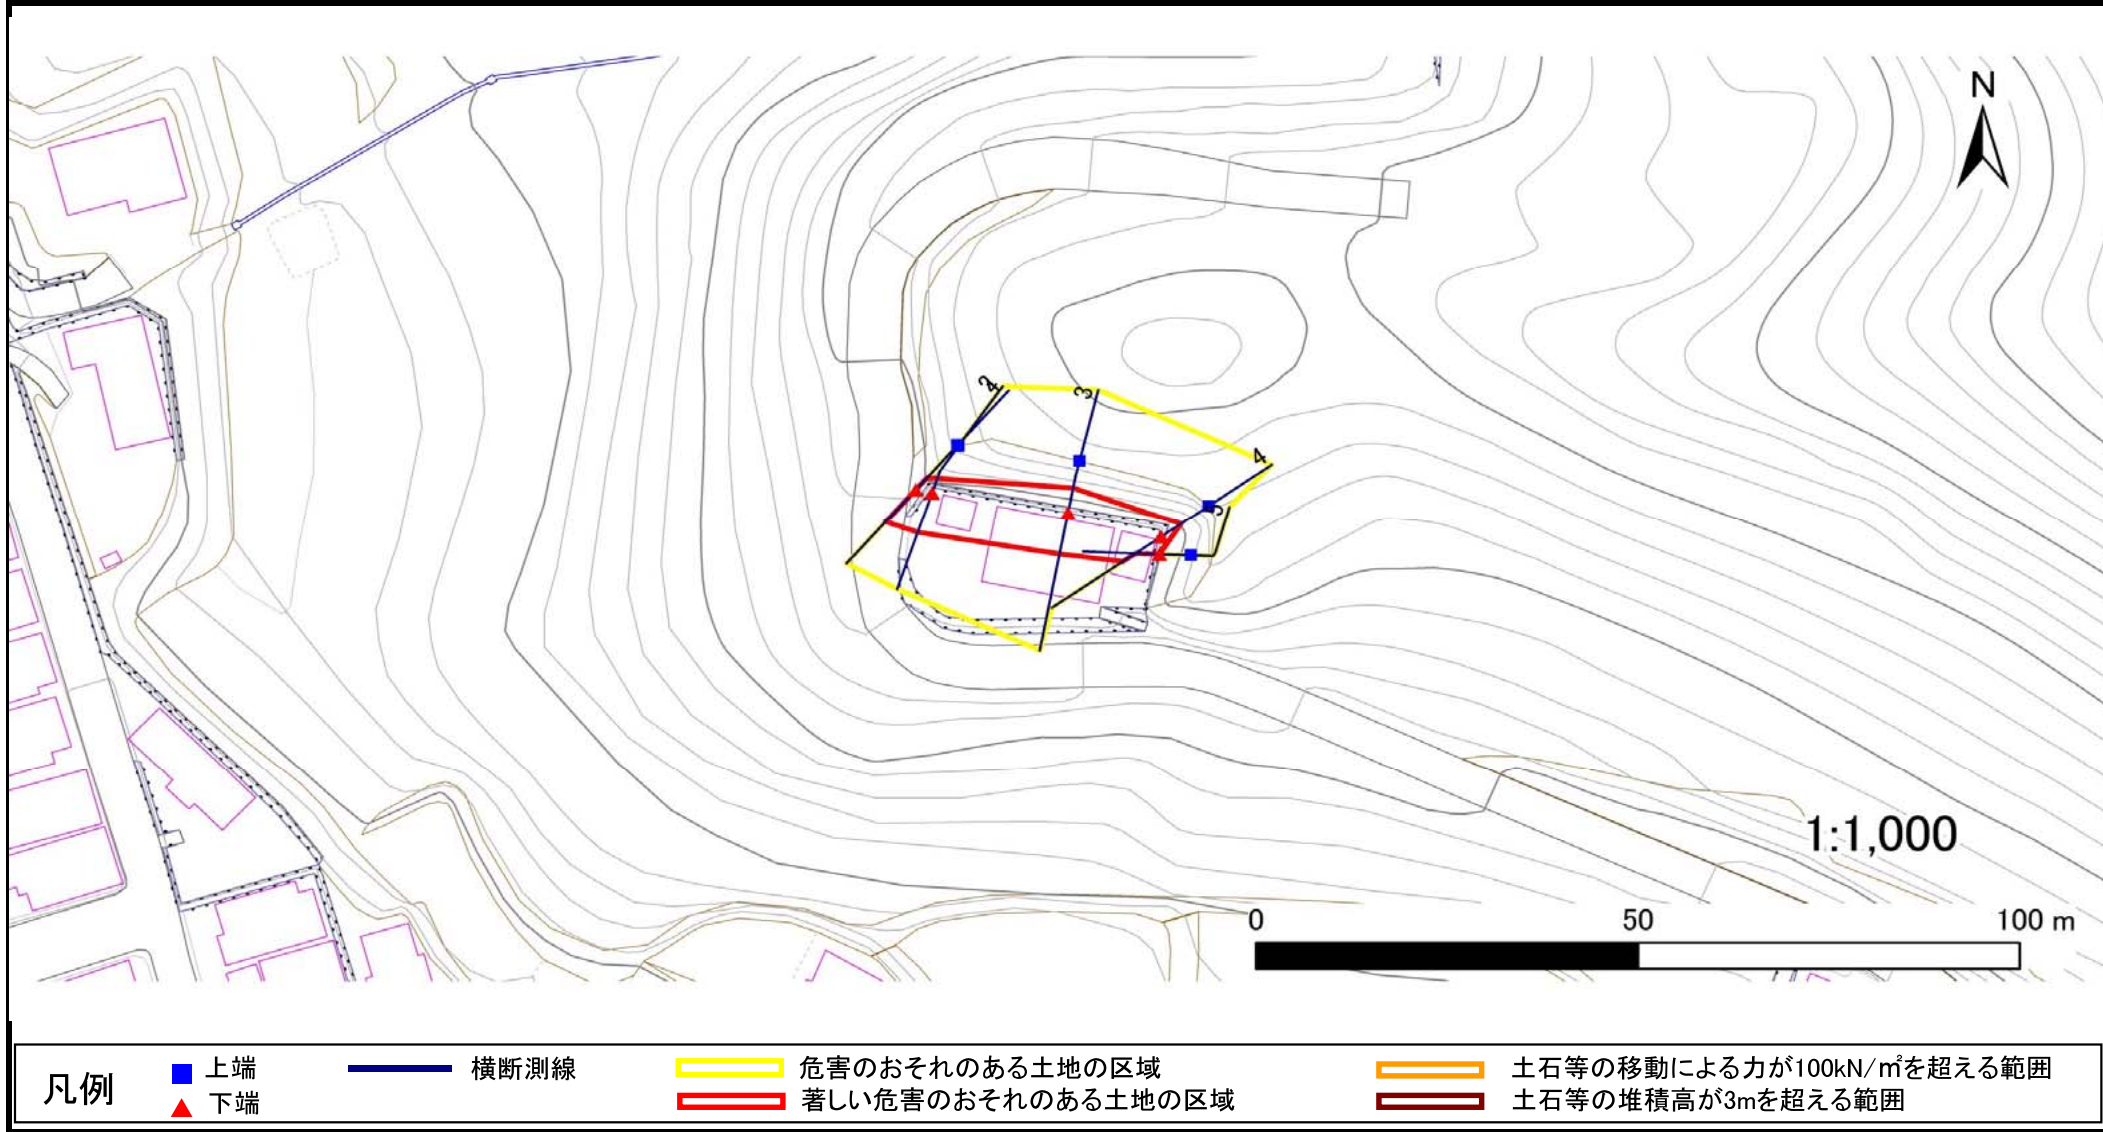 N
2
3
4
5
1:1,000
0 50 100 m
凡例
上端 横断測線 危害のおそれのある土地の区域 土石等の移動による力が100kN/㎡を超える範囲
下端 著しい危害のおそれのある土地の区域 土石等の堆積高が3mを超える範囲